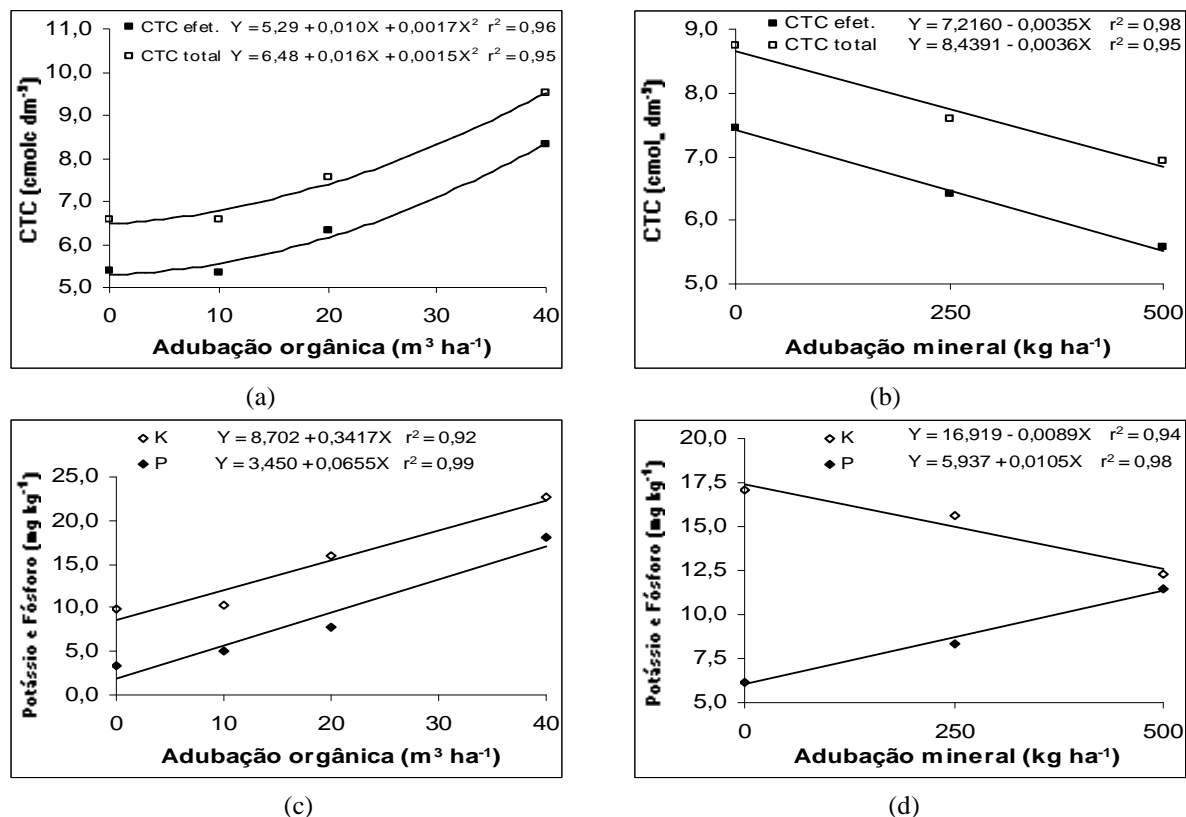 CTC efet. Y = 5,29 + 0,010X + 0,0017X² r² = 0,96
CTC total Y = 6,48 + 0,016X + 0,0015X² r² = 0,95
CTC (cmolc dm⁻³)
11,0
10,0
9,0
8,0
7,0
6,0
5,0
0 10 20 30 40
Adubação orgânica (m³ ha⁻¹)
(a)
CTC efet. Y = 7,2160 - 0,0035X r² = 0,98
CTC total Y = 8,4391 - 0,0036X r² = 0,95
CTC (cmolc dm⁻³)
9,0
8,0
7,0
6,0
5,0
0 250 500
Adubação mineral (kg ha⁻¹)
(b)
K Y = 8,702 + 0,3417X r² = 0,92
P Y = 3,450 + 0,0655X r² = 0,99
Potássio e Fósforo (mg kg⁻¹)
25,0
20,0
15,0
10,0
5,0
0,0
0 10 20 30 40
Adubação orgânica (m³ ha⁻¹)
(c)
K Y = 16,919 - 0,0089X r² = 0,94
P Y = 5,937 + 0,0105X r² = 0,98
Potássio e Fósforo (mg kg⁻¹)
20,0
17,5
15,0
12,5
10,0
7,5
5,0
0 250 500
Adubação mineral (kg ha⁻¹)
(d)